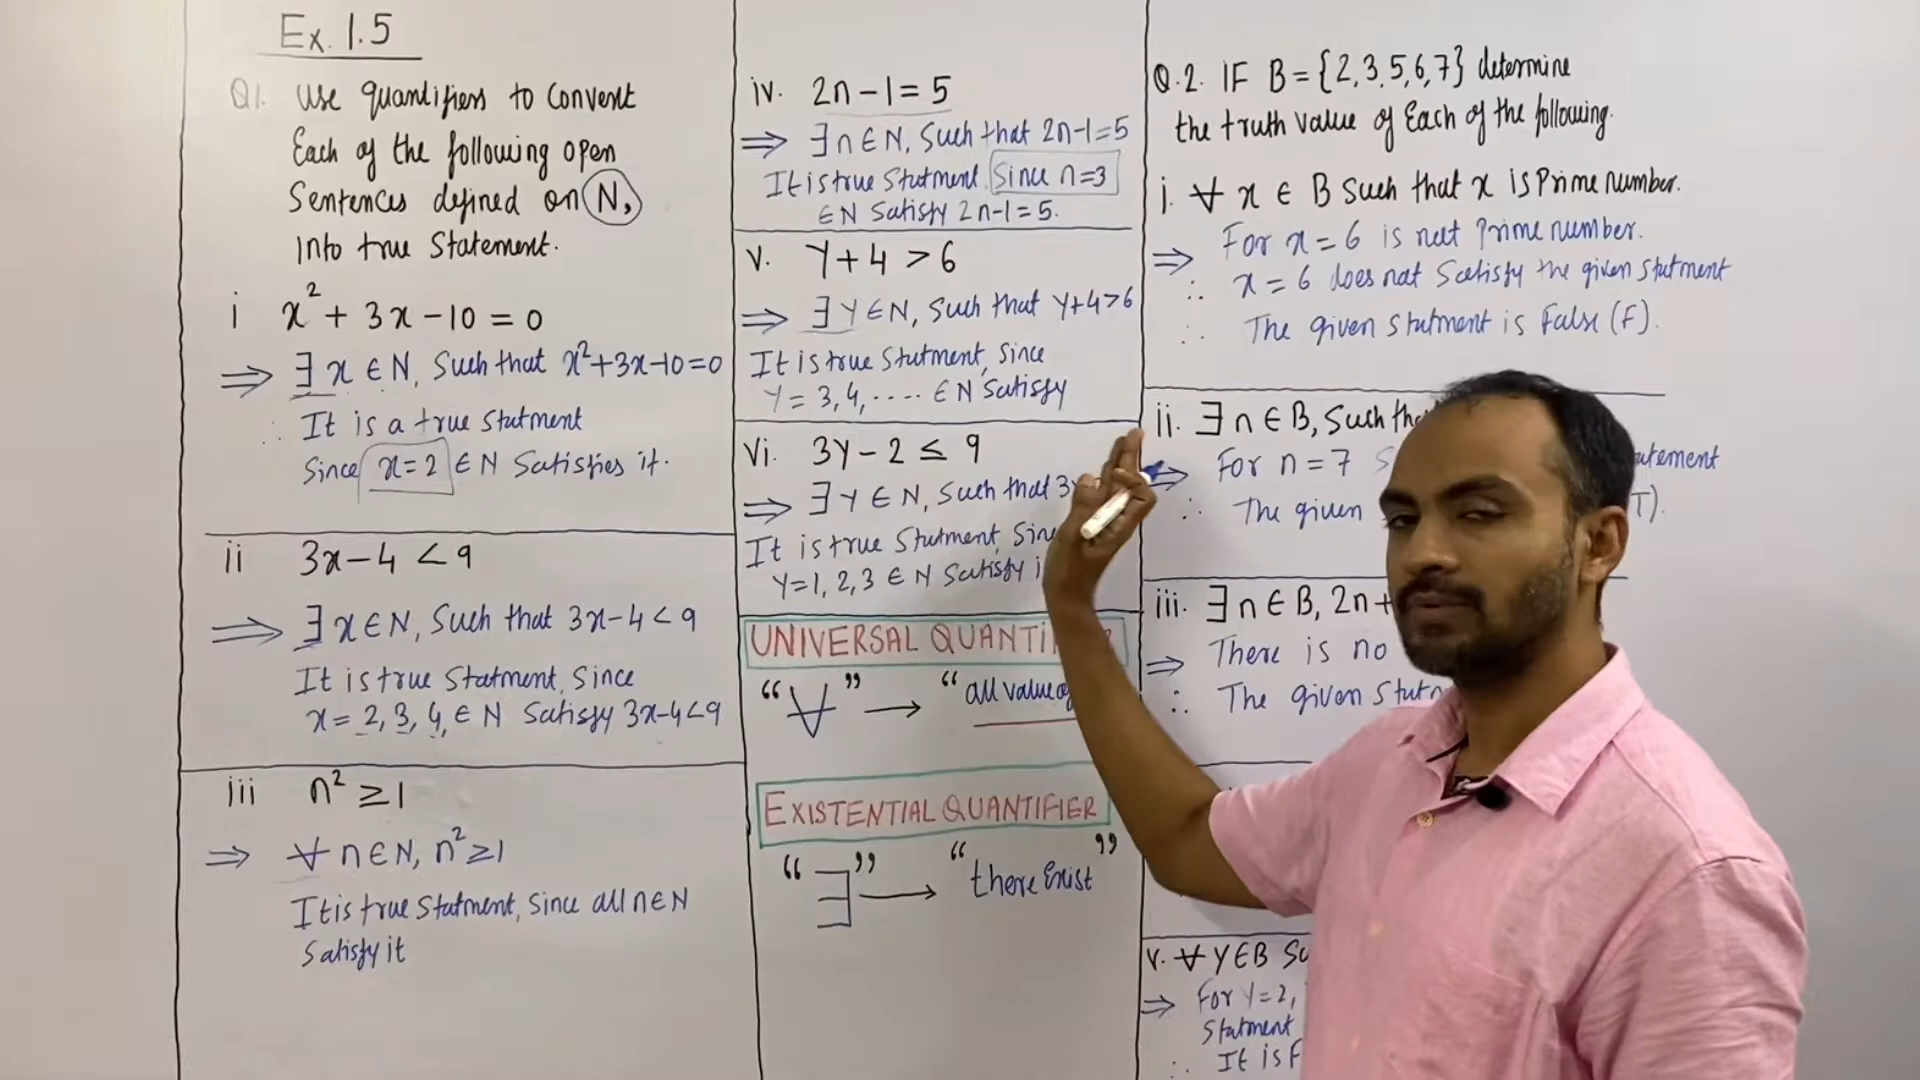 Ex. 1.5
Q1. Use Quantifiers to Convert
Each of the following open
Sentences defined on N,
Into true Statement.
i x² + 3x - 10 = 0
⇒ ∃ x ∈ N, Such that x²+3x-10=0
∴ It is a true Statment
Since x=2 ∈ N Satisfies it.
ii 3x - 4 < 9
⇒ ∃ x ∈ N, Such that 3x-4<9
It is true Statment, Since
x = 2, 3, 4, ∈ N Satisfy 3x-4<9
iii n² ≥ 1
⇒ ∀ n ∈ N, n² ≥ 1
It is true Statment, Since all n ∈ N
Satisfy it
iv. 2n - 1 = 5
⇒ ∃ n ∈ N, Such that 2n-1=5
It is true Stutment. Since n=3
∈ N Satisfy 2n-1=5.
v. Y + 4 > 6
⇒ ∃ Y ∈ N, Such that Y+4>6
It is true Stutment, Since
Y = 3, 4, .... ∈ N Satisfy
vi. 3Y - 2 ≤ 9
⇒ ∃ Y ∈ N, Such that
It is true Stutment,
Y=1, 2, 3 ∈ N Satisfy
UNIVERSAL
"∀" → "all value
EXISTENTIAL QUANTIFIER
"∃" → "there Exist"
Q.2. IF B = {2,3,5,6,7} determine
the truth value of Each of the following.
i. ∀ x ∈ B Such that x is Prime number.
⇒ For x = 6 is not Prime number.
∴ x = 6 does not Satisfy the given Stutment
∴ The given Stutment is False (F).
ii. ∃ n ∈ B, Such
⇒ For n = 7
∴ The given T).
iii. ∃ n ∈ B, 2n+
⇒ There is no
∴ The given
v. ∀ Y ∈ B
⇒ For Y=2,
Stutment
∴ It is